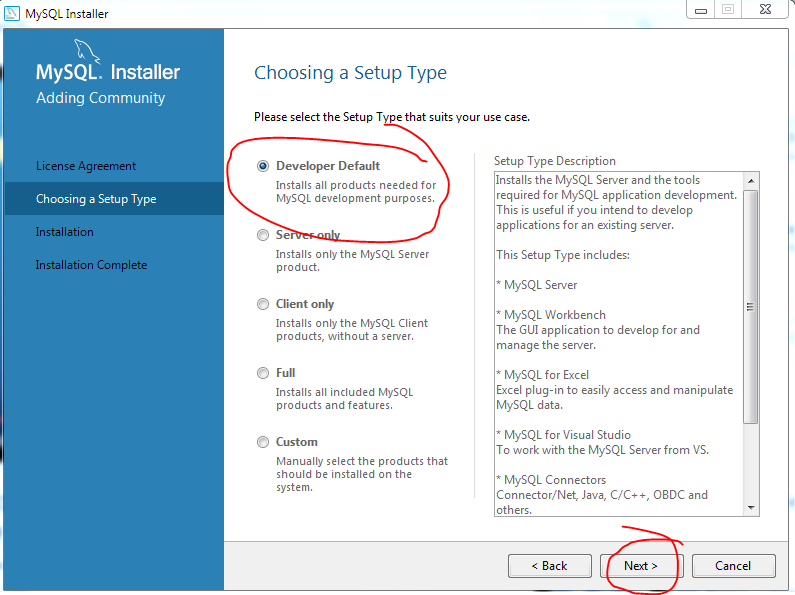 MySQL Installer
MySQL. Installer
Adding Community
License Agreement
Choosing a Setup Type
Installation
Installation Complete
Choosing a Setup Type
Please select the Setup Type that suits your use case.
Developer Default
Installs all products needed for
MySQL development purposes.
Server only
Installs only the MySQL Server
product.
Client only
Installs only the MySQL Client
products, without a server.
Full
Installs all included MySQL
products and features.
Custom
Manually select the products that
should be installed on the
system.
Setup Type Description
Installs the MySQL Server and the tools
required for MySQL application development.
This is useful if you intend to develop
applications for an existing server.
This Setup Type includes:
* MySQL Server
* MySQL Workbench
The GUI application to develop for and
manage the server.
* MySQL for Excel
Excel plug-in to easily access and manipulate
MySQL data.
* MySQL for Visual Studio
To work with the MySQL Server from VS.
* MySQL Connectors
Connector/Net, Java, C/C++, OBDC and
others.
< Back
Next >
Cancel